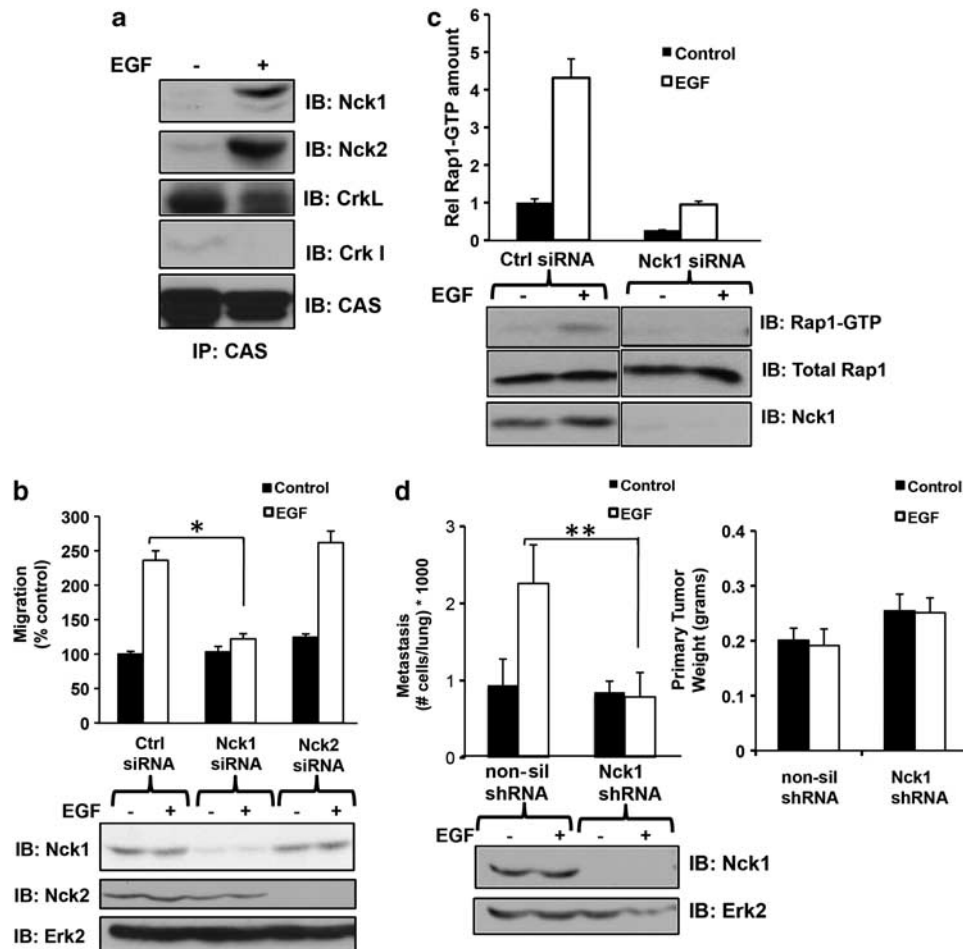 a
EGF - +
IB: Nck1
IB: Nck2
IB: CrkL
IB: Crk I
IB: CAS
IP: CAS
c
Rel Rap1-GTP amount
6
5
4
3
2
1
0
Control
EGF
Ctrl siRNA Nck1 siRNA
EGF - + - +
IB: Rap1-GTP
IB: Total Rap1
IB: Nck1
b
Migration
(% control)
300
250
200
150
100
50
0
Control
EGF
*
Ctrl
siRNA
Nck1
siRNA
Nck2
siRNA
EGF - + - + - +
IB: Nck1
IB: Nck2
IB: Erk2
d
Metastasis
(# cells/lung) * 1000
3
2
1
0
Control
EGF
**
non-sil
shRNA
Nck1
shRNA
EGF - + - +
IB: Nck1
IB: Erk2
Primary Tumor
Weight (grams)
0.4
0.3
0.2
0.1
0.0
Control
EGF
non-sil
shRNA
Nck1
shRNA